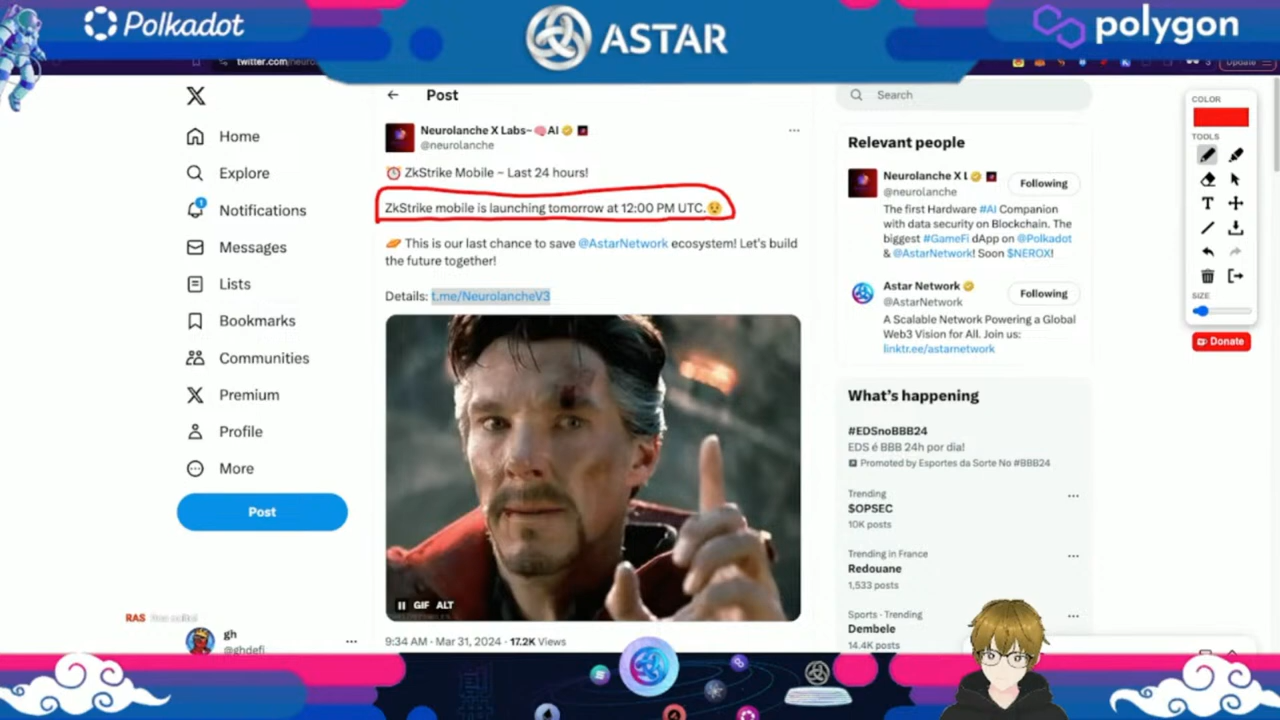 Polkadot
ASTAR
polygon
twitter.com/neuro
Update
Home
Explore
1
Notifications
Messages
Lists
Bookmarks
Communities
Premium
Profile
More
Post
RAS
gh
@ghdefi
Post
Neurolanche X Labs–🧠AI
@neurolanche
⏰ ZkStrike Mobile – Last 24 hours!
ZkStrike mobile is launching tomorrow at 12:00 PM UTC.😧
🪔 This is our last chance to save @AstarNetwork ecosystem! Let's build
the future together!
Details: t.me/NeurolancheV3
GIF ALT
9:34 AM · Mar 31, 2024 · 17.2K Views
Search
Relevant people
Neurolanche X L
@neurolanche
Following
The first Hardware #AI Companion
with data security on Blockchain. The
biggest #GameFi dApp on @Polkadot
& @AstarNetwork! Soon $NEROX!
Astar Network
@AstarNetwork
Following
A Scalable Network Powering a Global
Web3 Vision for All. Join us:
linktr.ee/astarnetwork
What's happening
#EDSnoBBB24
EDS é BBB 24h por dia!
Promoted by Esportes da Sorte No #BBB24
Trending
$OPSEC
10K posts
Trending in France
Redouane
1,533 posts
Sports · Trending
Dembele
14.4K posts
COLOR
TOOLS
T
SIZE
Donate